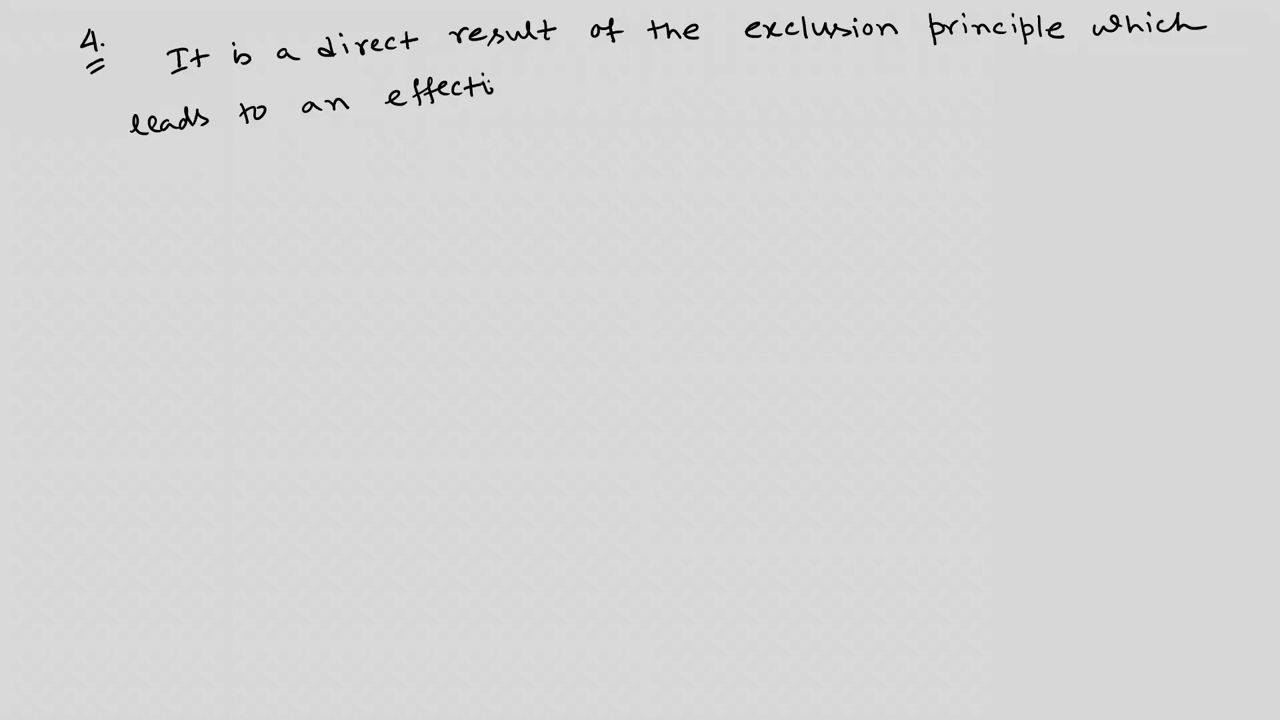 4. It is a direct result of the exclusion principle which
leads to an effecti